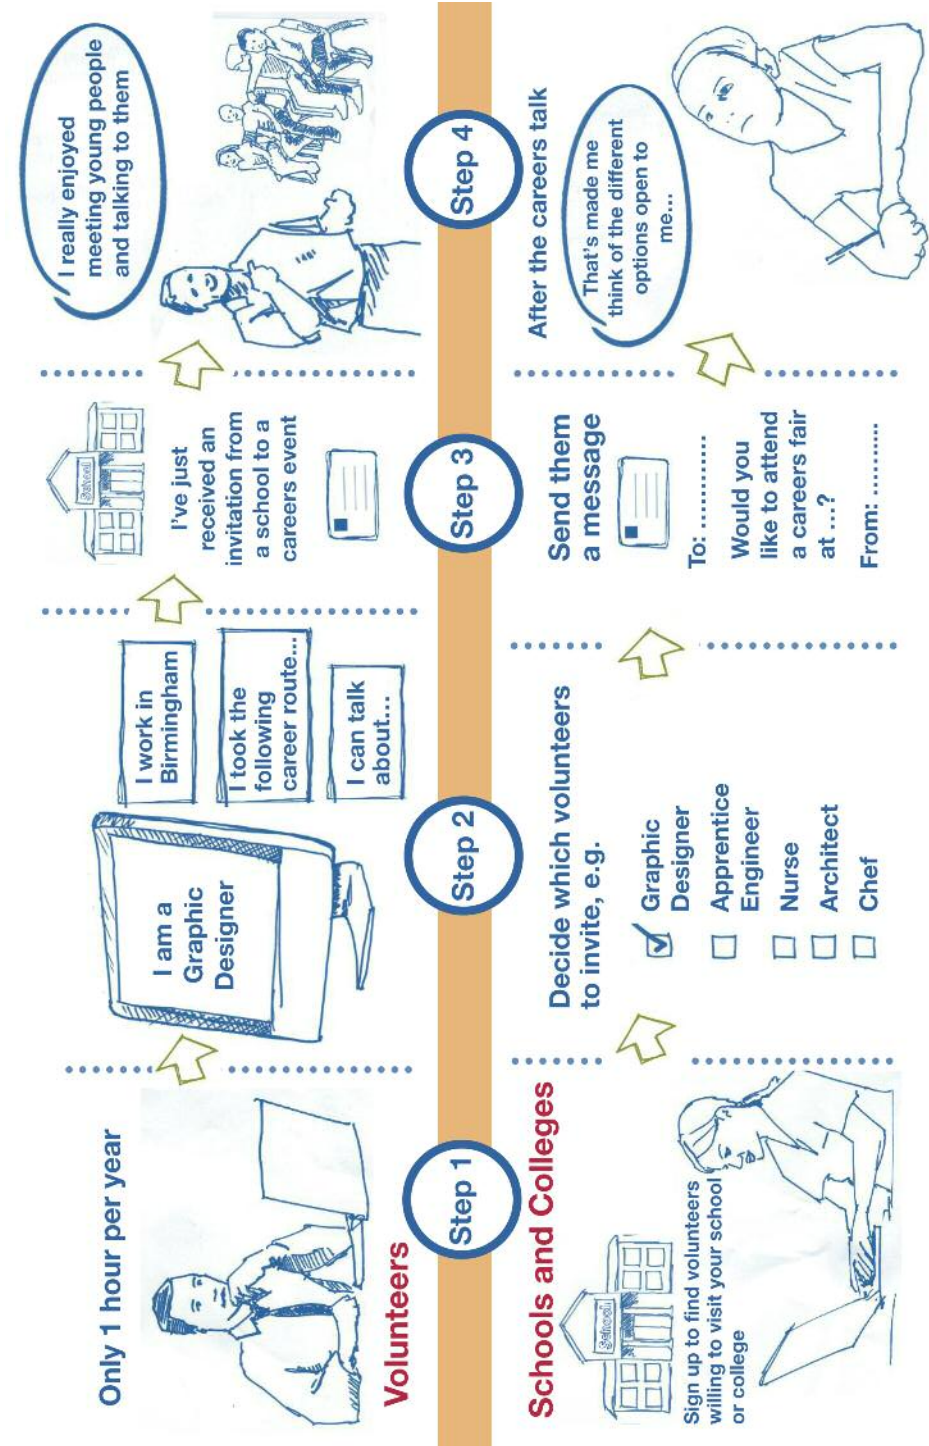 Only 1 hour per year
Volunteers
I am a
Graphic
Designer
I work in
Birmingham
I took the
following
career route...
I can talk
about...
School
I've just
received an
invitation from
a school to a
careers event
I really enjoyed
meeting young people
and talking to them
Step 1
Step 2
Step 3
Step 4
Schools and Colleges
School
Sign up to find volunteers
willing to visit your school
or college
Decide which volunteers
to invite, e.g.
Graphic
Designer
Apprentice
Engineer
Nurse
Architect
Chef
Send them
a message
To: ..............
Would you
like to attend
a careers fair
at ...?
From: ..........
After the careers talk
That's made me
think of the different
options open to
me...